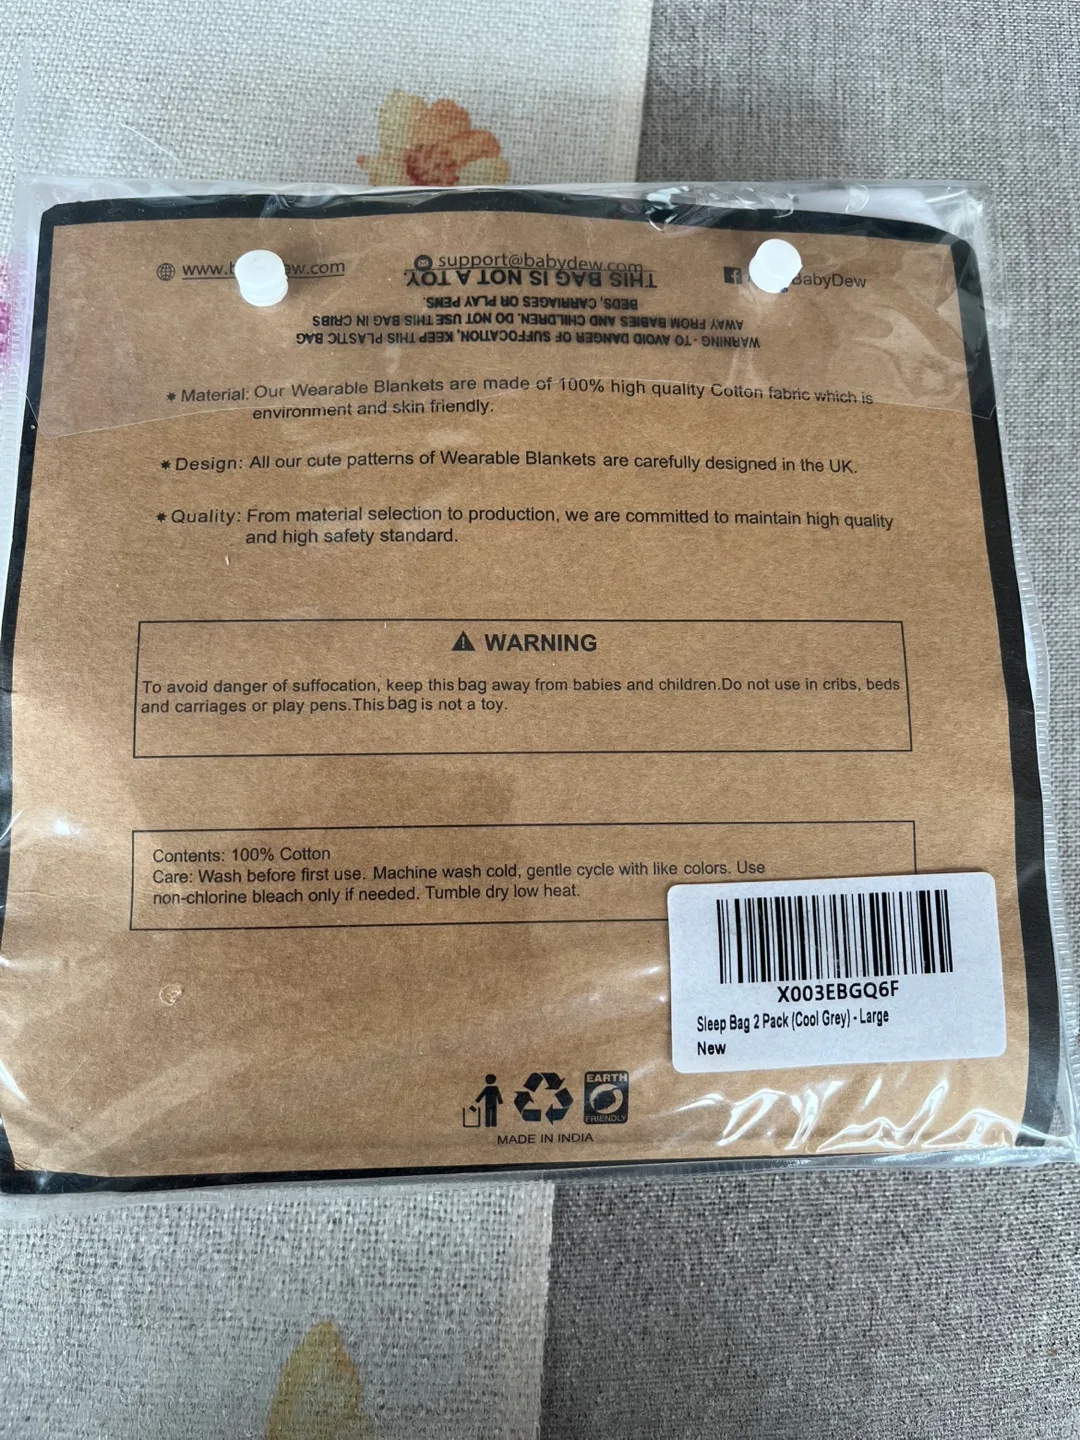 support@babydew.com
BabyDew
THIS BAG IS NOT A TOY.
BEDS, CARRIAGES OR PLAY PENS.
AWAY FROM BABIES AND CHILDREN. DO NOT USE THIS BAG IN CRIBS
WARNING - TO AVOID DANGER OF SUFFOCATION, KEEP THIS PLASTIC BAG
* Material: Our Wearable Blankets are made of 100% high quality Cotton fabric which is
environment and skin friendly.
* Design: All our cute patterns of Wearable Blankets are carefully designed in the UK.
* Quality: From material selection to production, we are committed to maintain high quality
and high safety standard.
WARNING
To avoid danger of suffocation, keep this bag away from babies and children.Do not use in cribs, beds
and carriages or play pens.This bag is not a toy.
Contents: 100% Cotton
Care: Wash before first use. Machine wash cold, gentle cycle with like colors. Use
non-chlorine bleach only if needed. Tumble dry low heat.
X003EBGQ6F
Sleep Bag 2 Pack (Cool Grey) - Large
New
EARTH
FRIENDLY
MADE IN INDIA